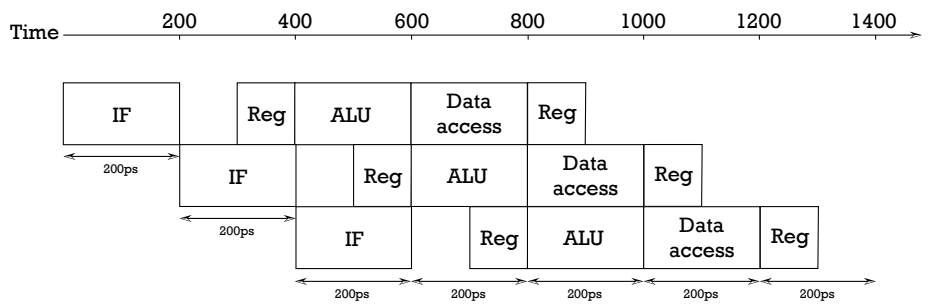 Time 200 400 600 800 1000 1200 1400
IF Reg ALU Data access Reg
200ps
IF Reg ALU Data access Reg
200ps
IF Reg ALU Data access Reg
200ps 200ps 200ps 200ps 200ps